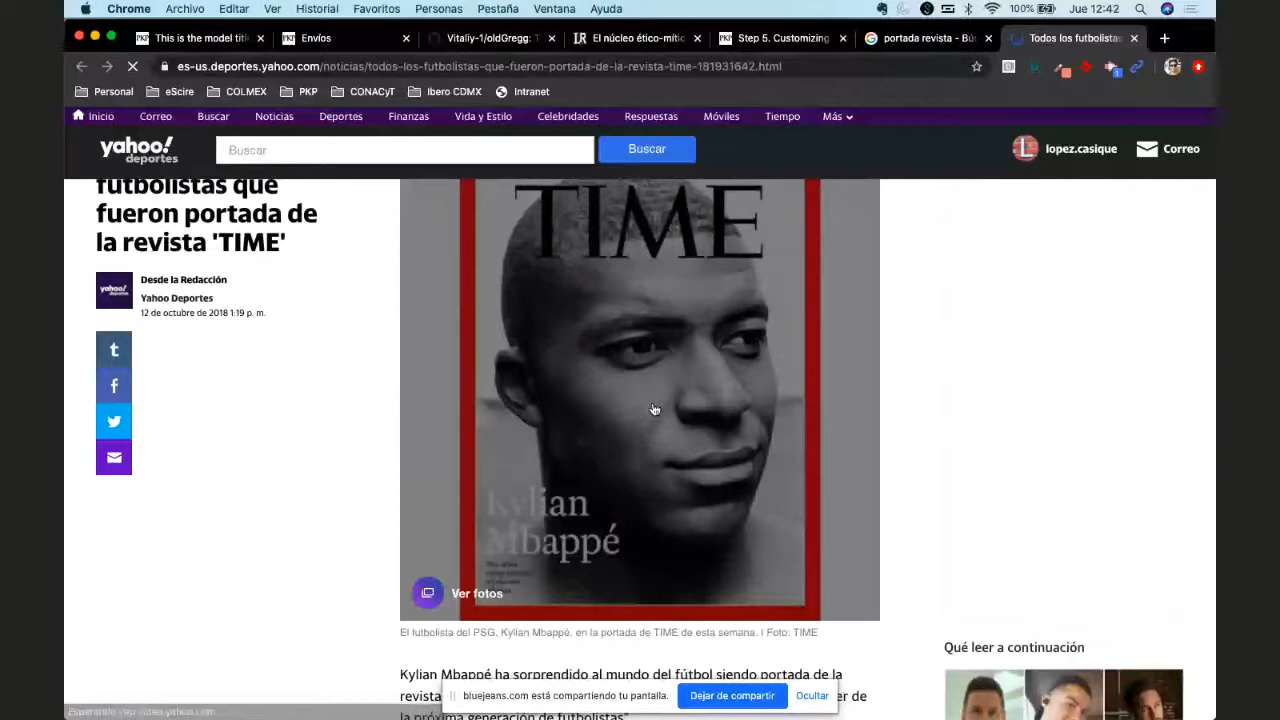 Chrome Archivo Editar Ver Historial Favoritos Personas Pestaña Ventana Ayuda 100% Jue 12:42
This is the model titl Envíos Vitaliy-1/oldGregg: T El núcleo ético-mític Step 5. Customizing portada revista - Bú Todos los futbolistas
es-us.deportes.yahoo.com/noticias/todos-los-futbolistas-que-fueron-portada-de-la-revista-time-181931642.html
Personal eScire COLMEX PKP CONACyT Ibero CDMX Intranet
Inicio Correo Buscar Noticias Deportes Finanzas Vida y Estilo Celebridades Respuestas Móviles Tiempo Más
yahoo!
deportes
Buscar
Buscar
lopez.casique
Correo
futbolistas que
fueron portada de
la revista 'TIME'
yahoo!
deportes
Desde la Redacción
Yahoo Deportes
12 de octubre de 2018 1:19 p. m.
TIME
Kylian
Mbappé
Ver fotos
El futbolista del PSG, Kylian Mbappé, en la portada de TIME de esta semana. | Foto: TIME
Kylian Mbappé ha sorprendido al mundo del fútbol siendo portada de la
revista
er de
la próxima generación de futbolistas"
Qué leer a continuación
bluejeans.com está compartiendo tu pantalla. Dejar de compartir Ocultar